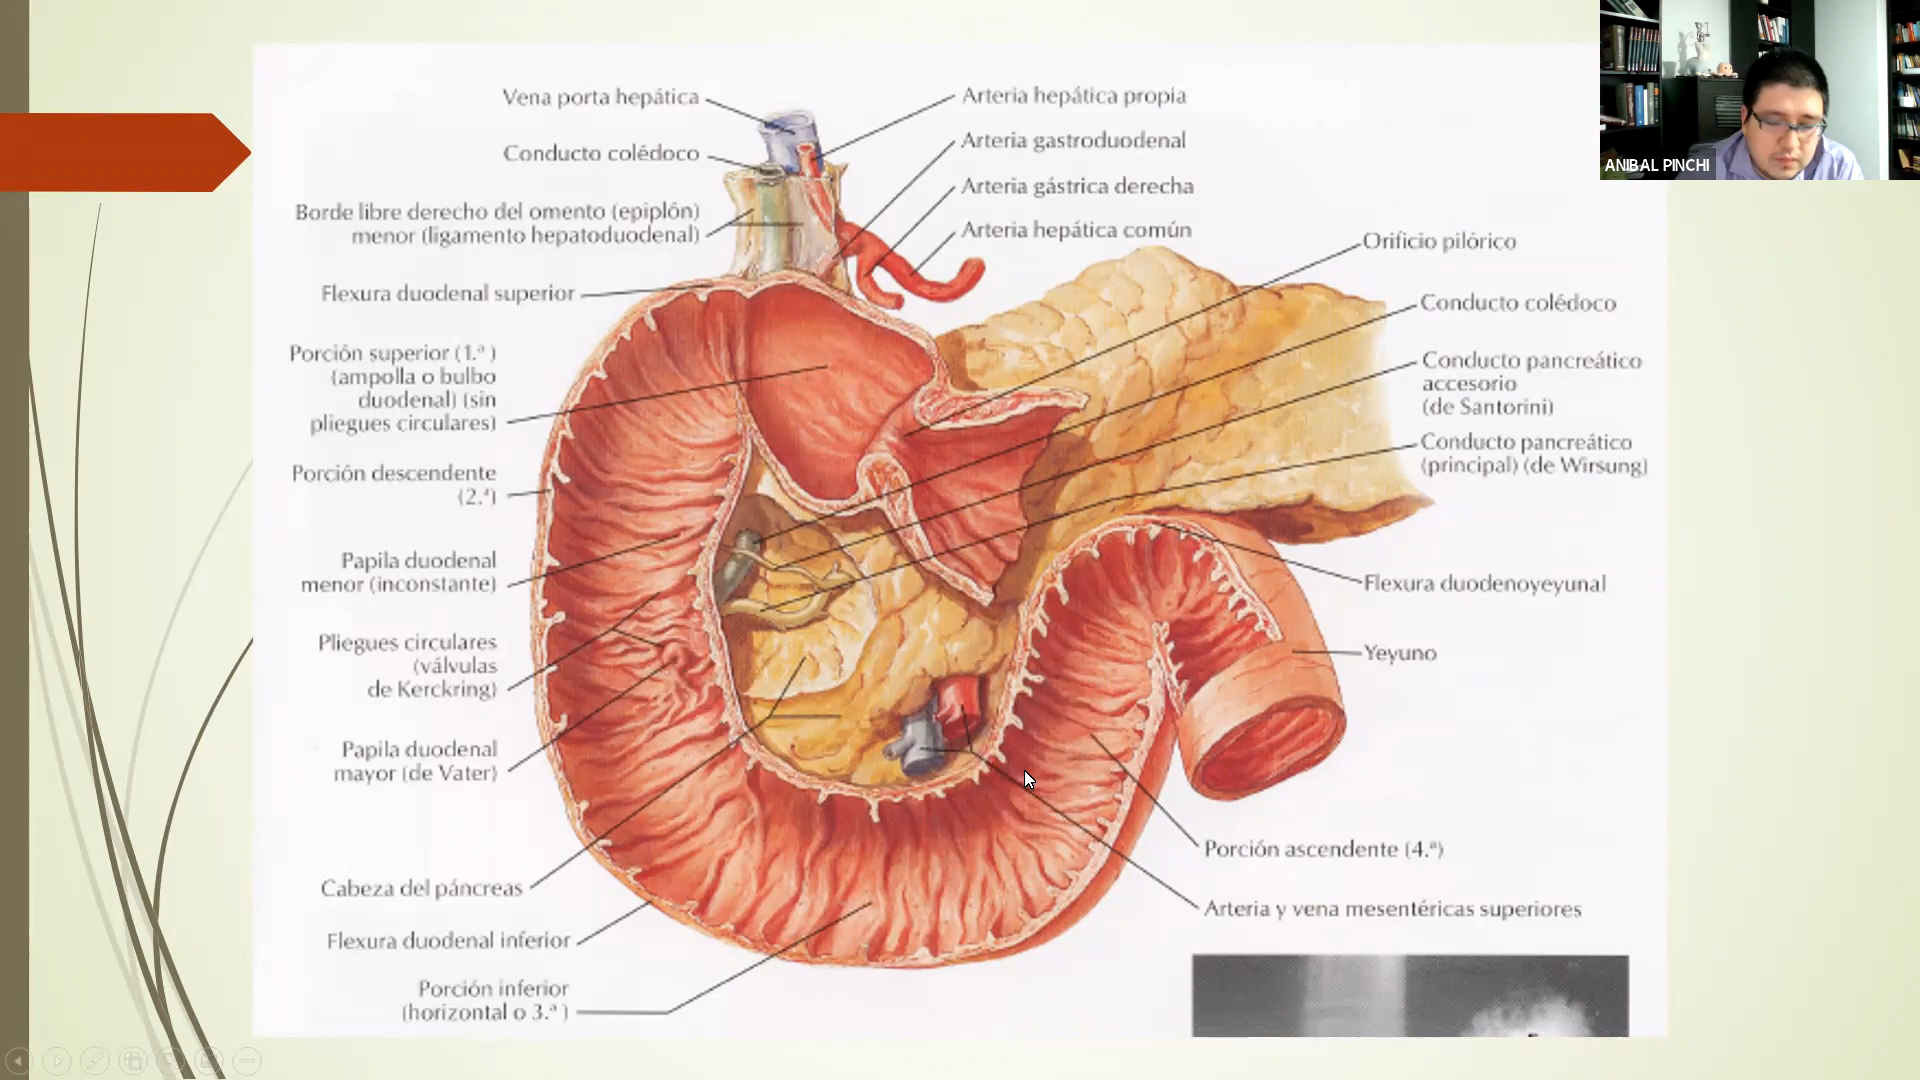 Vena porta hepática
Conducto colédoco
Borde libre derecho del omento (epiplón)
menor (ligamento hepatoduodenal)
Flexura duodenal superior
Porción superior (1.ª )
(ampolla o bulbo
duodenal) (sin
pliegues circulares)
Porción descendente
(2.ª)
Papila duodenal
menor (inconstante)
Pliegues circulares
(válvulas
de Kerckring)
Papila duodenal
mayor (de Vater)
Cabeza del páncreas
Flexura duodenal inferior
Porción inferior
(horizontal o 3.ª )
Arteria hepática propia
Arteria gastroduodenal
Arteria gástrica derecha
Arteria hepática común
Orificio pilórico
Conducto colédoco
Conducto pancreático
accesorio
(de Santorini)
Conducto pancreático
(principal) (de Wirsung)
Flexura duodenoyeyunal
Yeyuno
Porción ascendente (4.ª)
Arteria y vena mesentéricas superiores
ANIBAL PINCHI